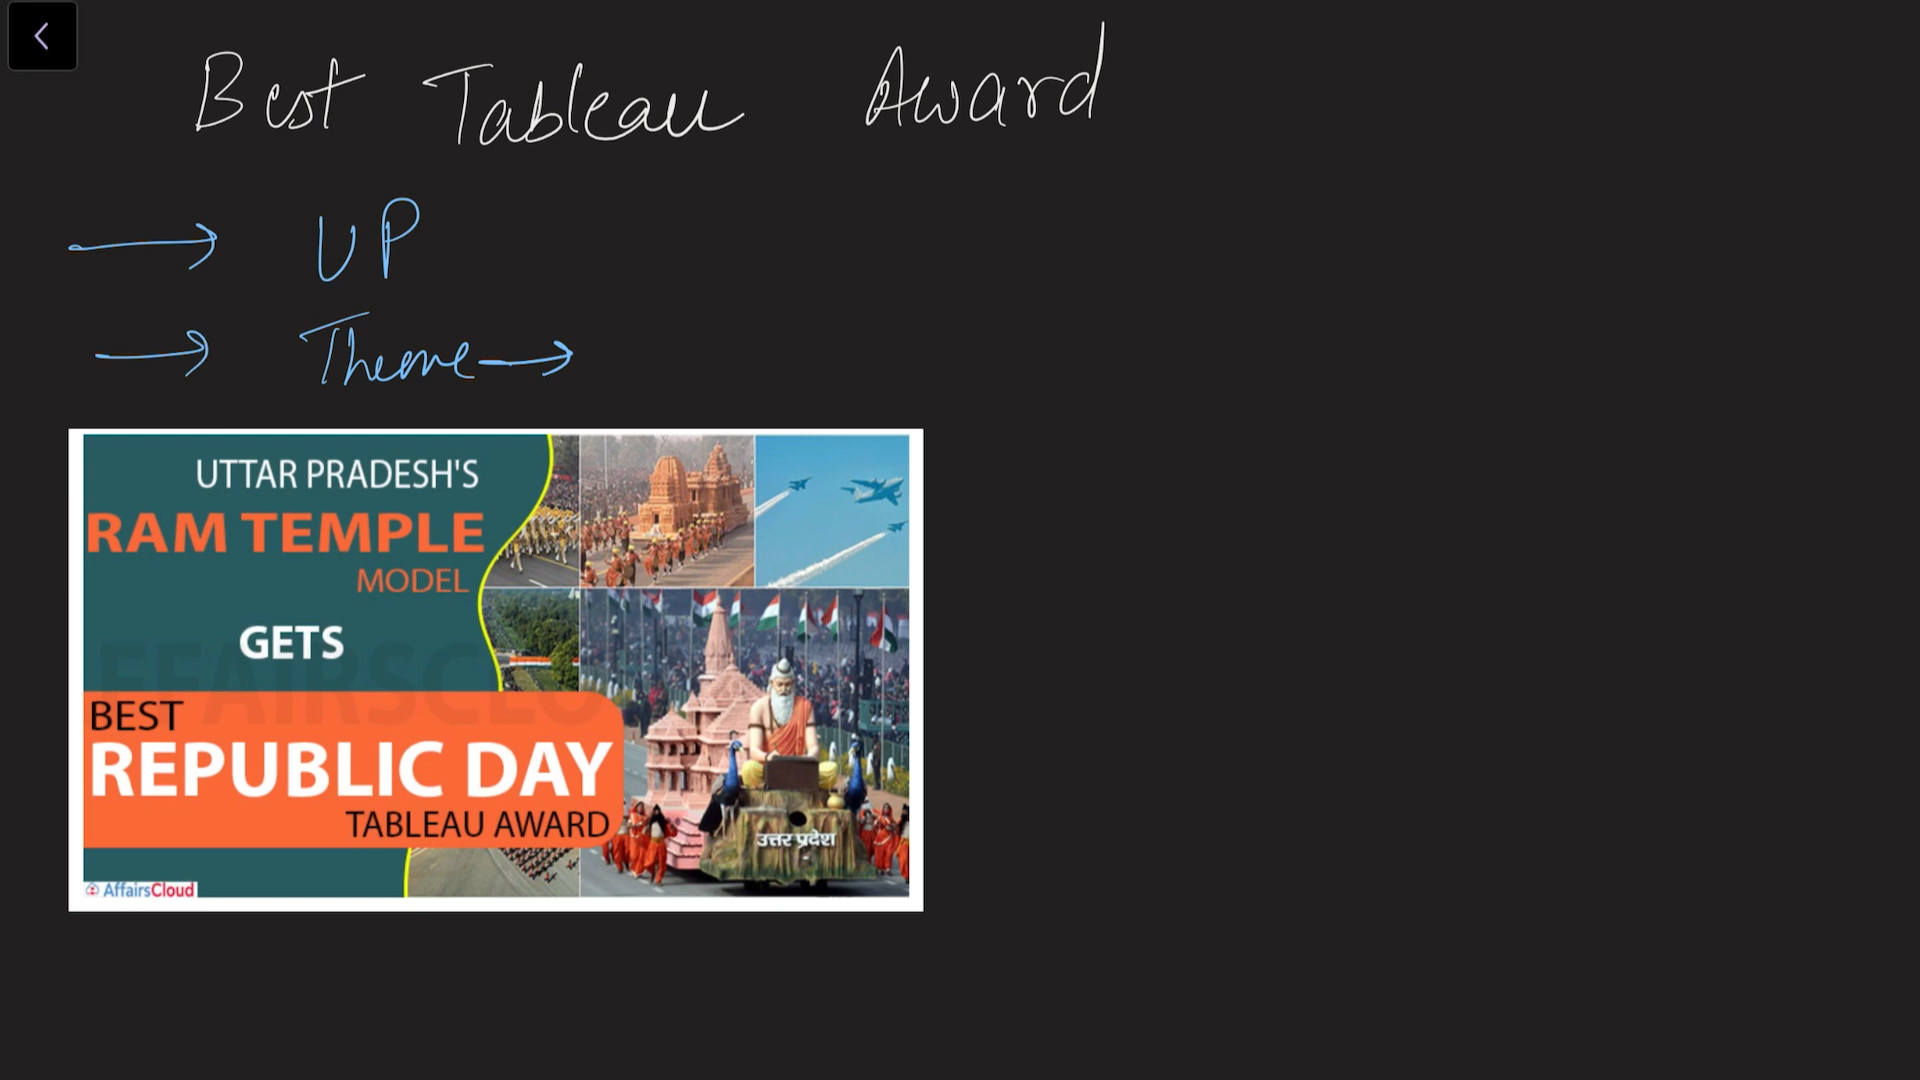 Best Tableau Award
→ UP
→ Theme →
UTTAR PRADESH'S
RAM TEMPLE
MODEL
GETS
BEST
REPUBLIC DAY
TABLEAU AWARD
उत्तर प्रदेश
AffairsCloud